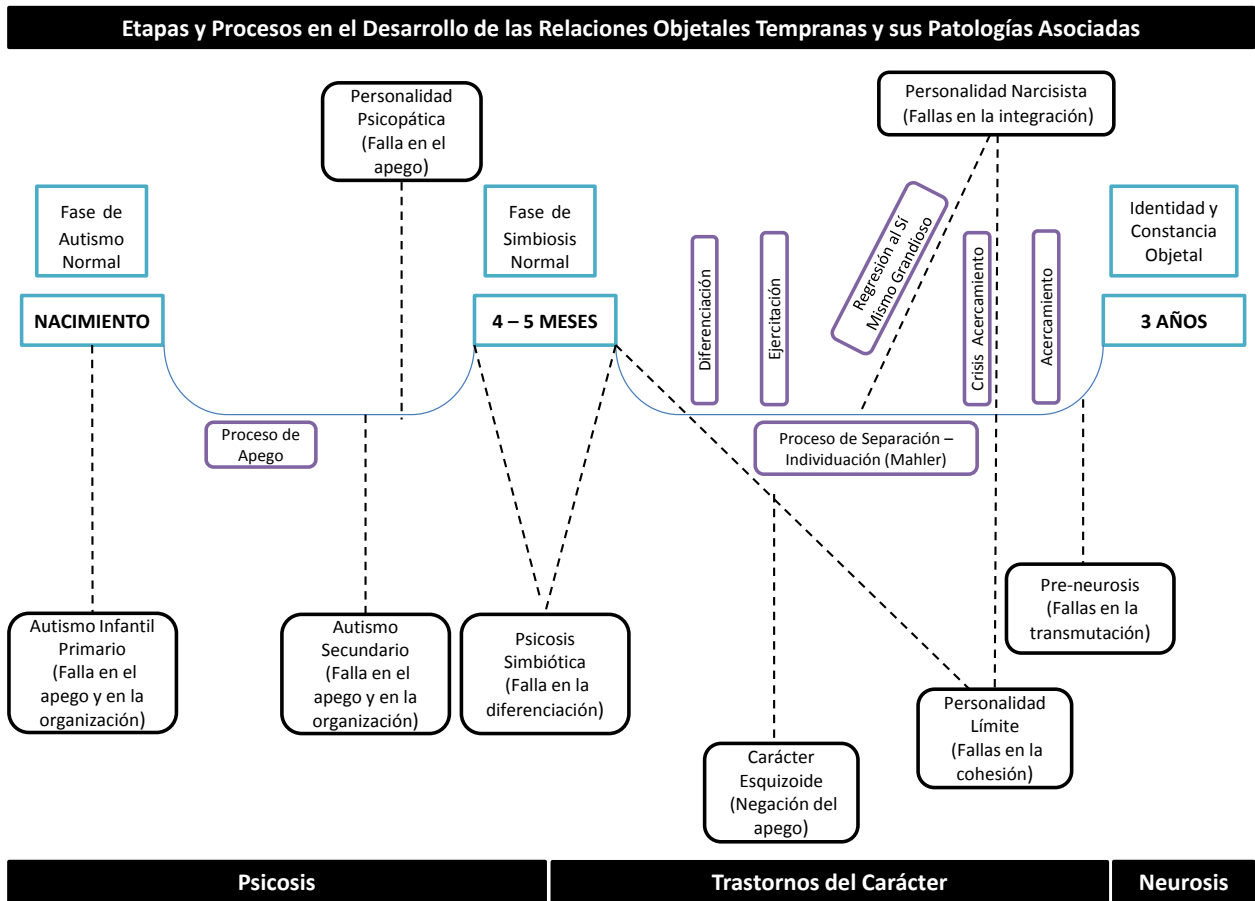 Etapas y Procesos en el Desarrollo de las Relaciones Objetales Tempranas y sus Patologías Asociadas
Personalidad
Psicopática
(Falla en el
apego)
Personalidad Narcisista
(Fallas en la integración)
Fase de
Autismo
Normal
Fase de
Simbiosis
Normal
Identidad y
Constancia
Objetal
NACIMIENTO
4 – 5 MESES
Diferenciación
Ejercitación
Regresión al Sí
Mismo Grandioso
Crisis Acercamiento
Acercamiento
3 AÑOS
Proceso de
Apego
Proceso de Separación –
Individuación (Mahler)
Autismo Infantil
Primario
(Falla en el
apego y en la
organización)
Autismo
Secundario
(Falla en el
apego y en la
organización)
Psicosis
Simbiótica
(Falla en la
diferenciación)
Pre-neurosis
(Fallas en la
transmutación)
Carácter
Esquizoide
(Negación del
apego)
Personalidad
Límite
(Fallas en la
cohesión)
Psicosis
Trastornos del Carácter
Neurosis